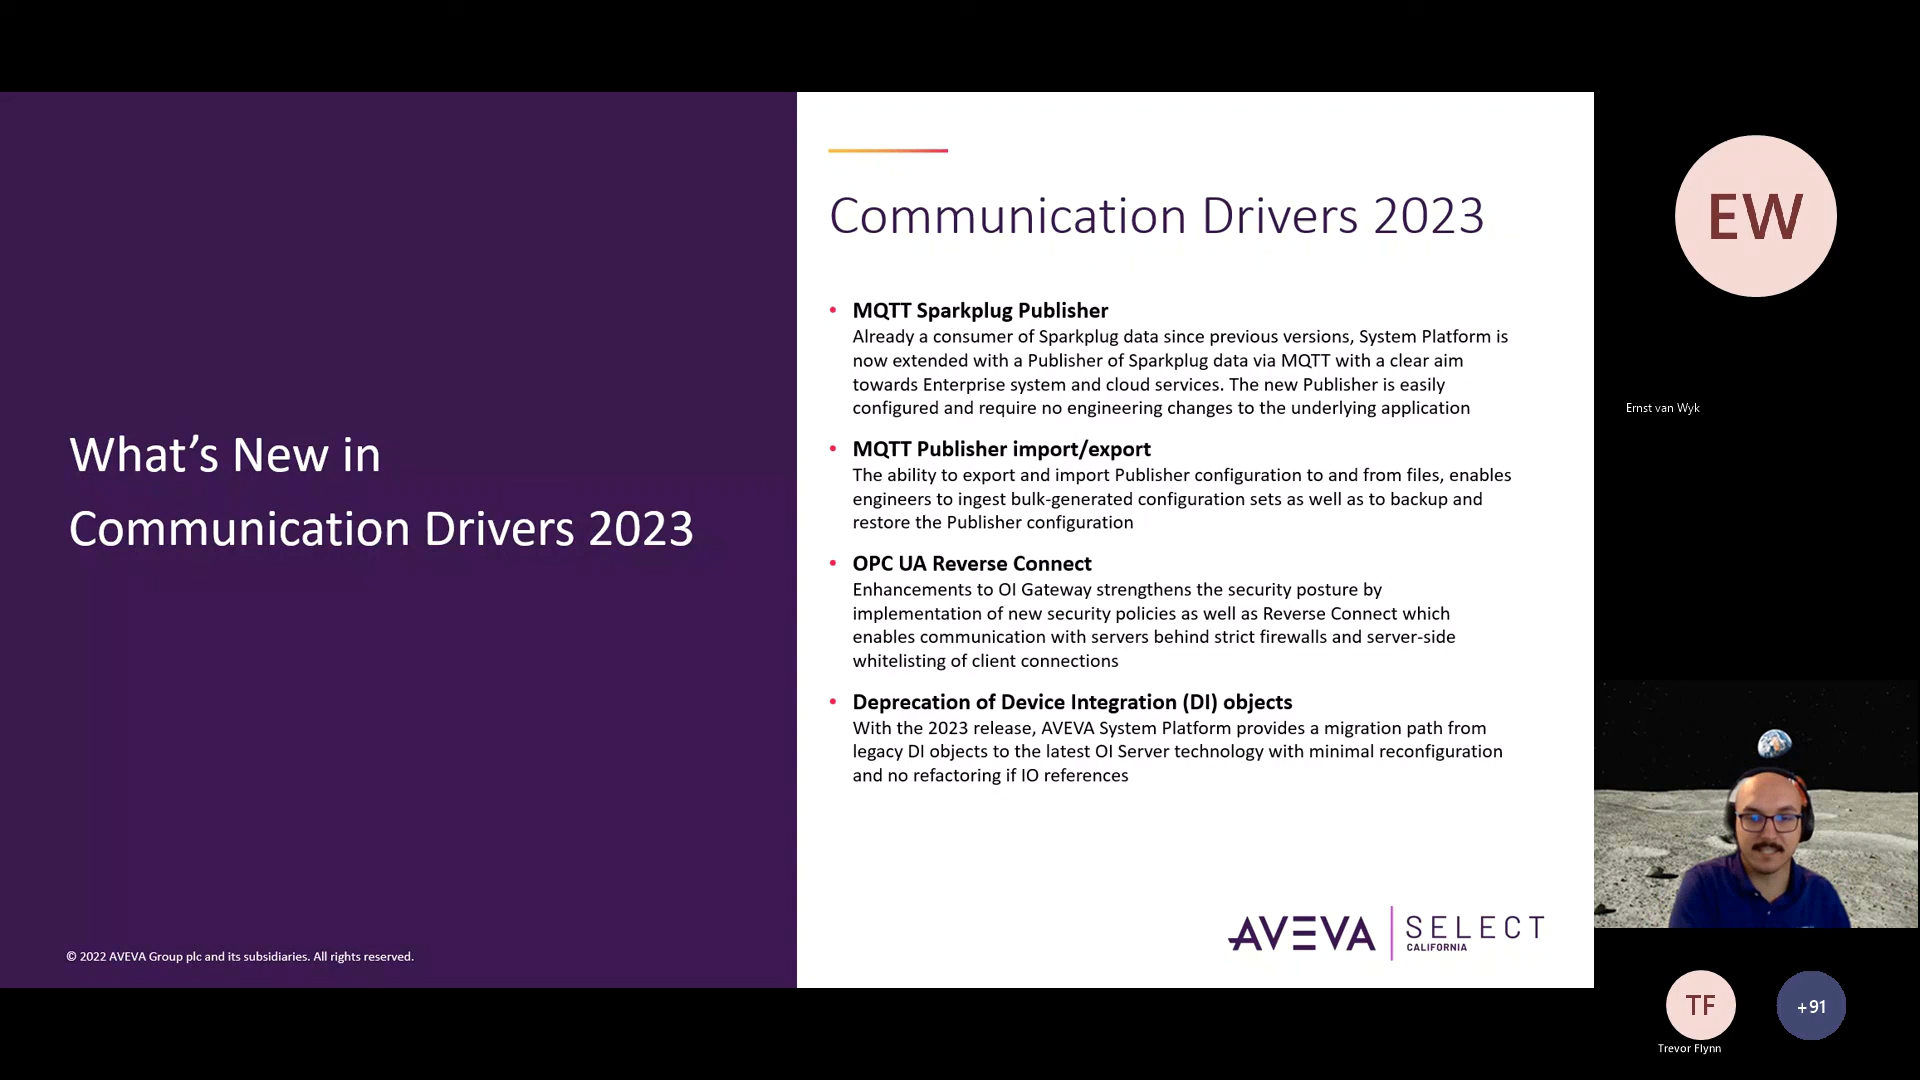 What's New in
Communication Drivers 2023
© 2022 AVEVA Group plc and its subsidiaries. All rights reserved.
Communication Drivers 2023
• MQTT Sparkplug Publisher
Already a consumer of Sparkplug data since previous versions, System Platform is
now extended with a Publisher of Sparkplug data via MQTT with a clear aim
towards Enterprise system and cloud services. The new Publisher is easily
configured and require no engineering changes to the underlying application
• MQTT Publisher import/export
The ability to export and import Publisher configuration to and from files, enables
engineers to ingest bulk-generated configuration sets as well as to backup and
restore the Publisher configuration
• OPC UA Reverse Connect
Enhancements to OI Gateway strengthens the security posture by
implementation of new security policies as well as Reverse Connect which
enables communication with servers behind strict firewalls and server-side
whitelisting of client connections
• Deprecation of Device Integration (DI) objects
With the 2023 release, AVEVA System Platform provides a migration path from
legacy DI objects to the latest OI Server technology with minimal reconfiguration
and no refactoring if IO references
AVEVA SELECT
CALIFORNIA
EW
Ernst van Wyk
TF
+91
Trevor Flynn